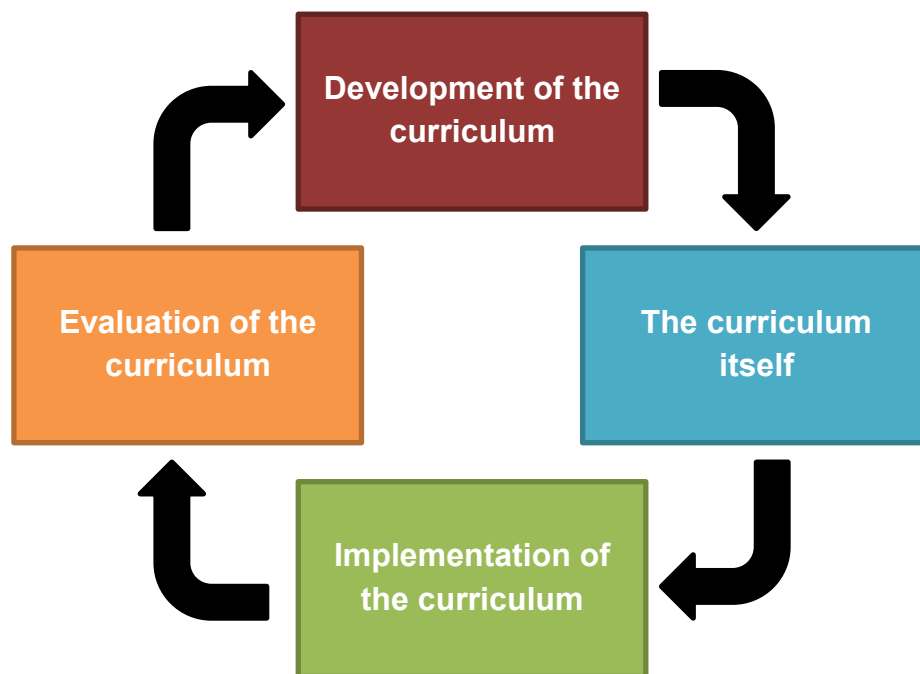 Development of the
curriculum
Evaluation of the
curriculum
The curriculum
itself
Implementation of
the curriculum